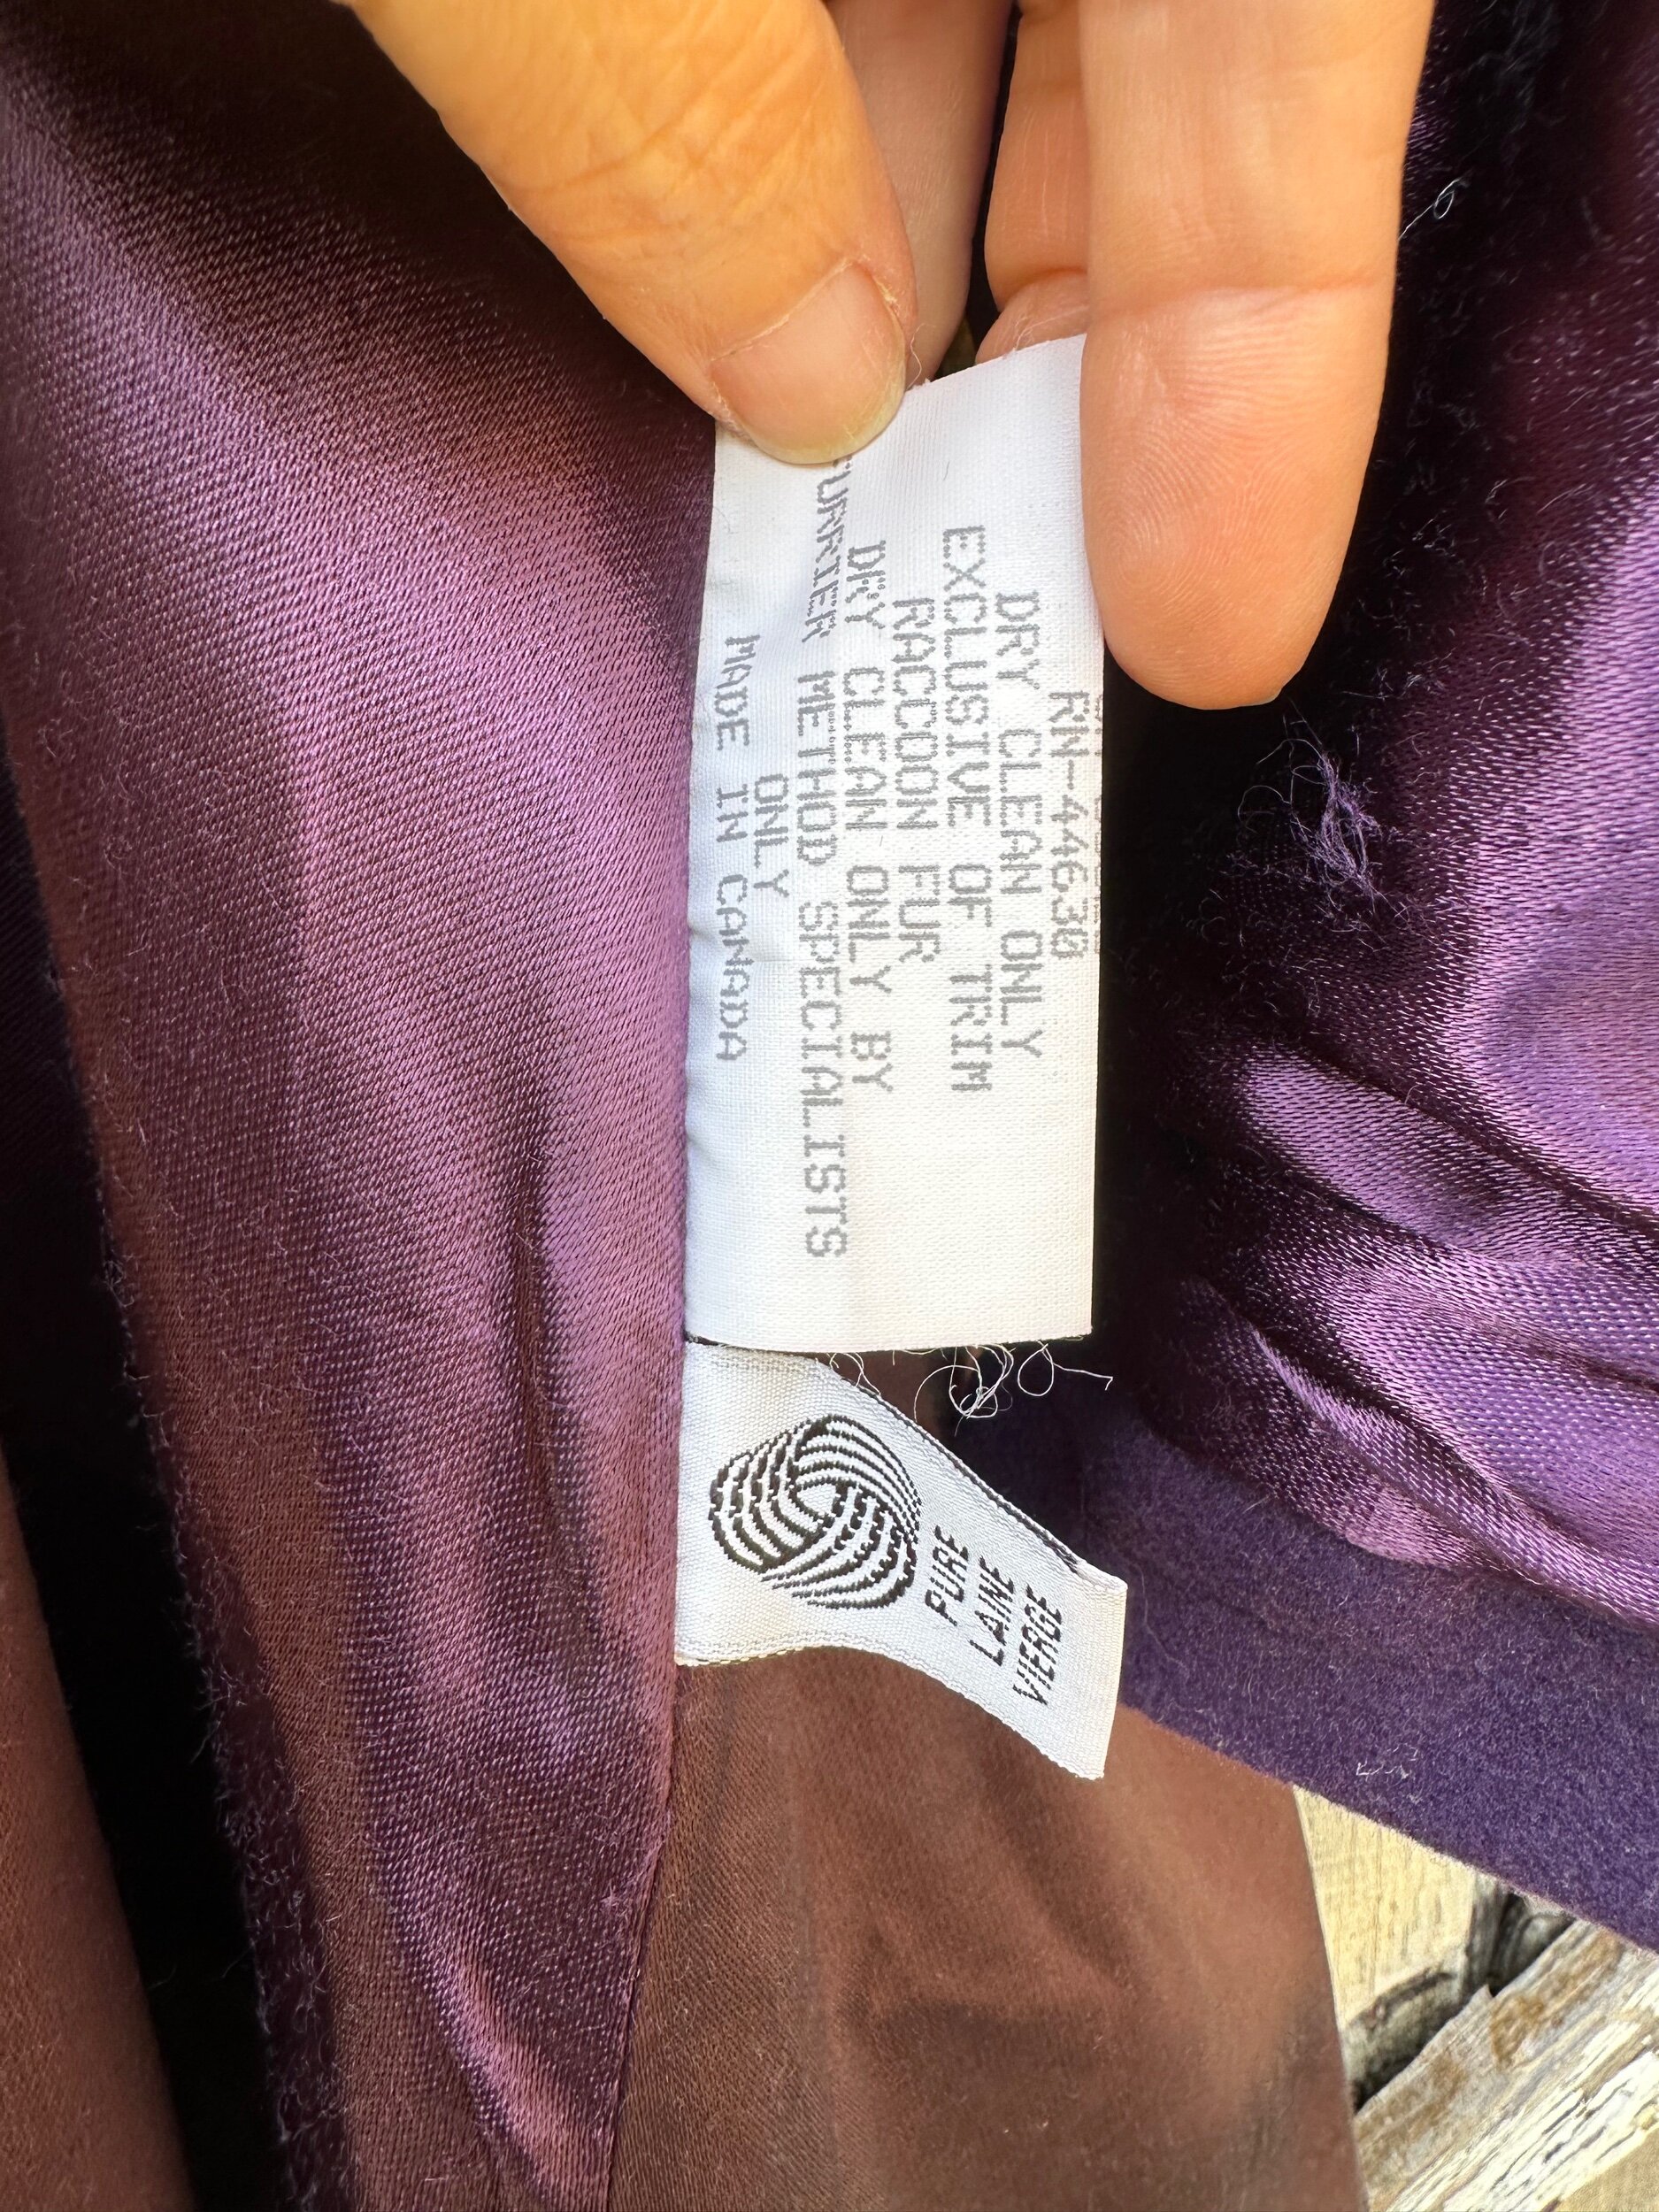 RN-44630
DRY CLEAN ONLY
EXCLUSIVE OF TRIM
RACCOON FUR
DRY CLEAN ONLY BY
FURRIER METHOD SPECIALISTS
ONLY
MADE IN CANADA
PURE
LAINE
VIERGE